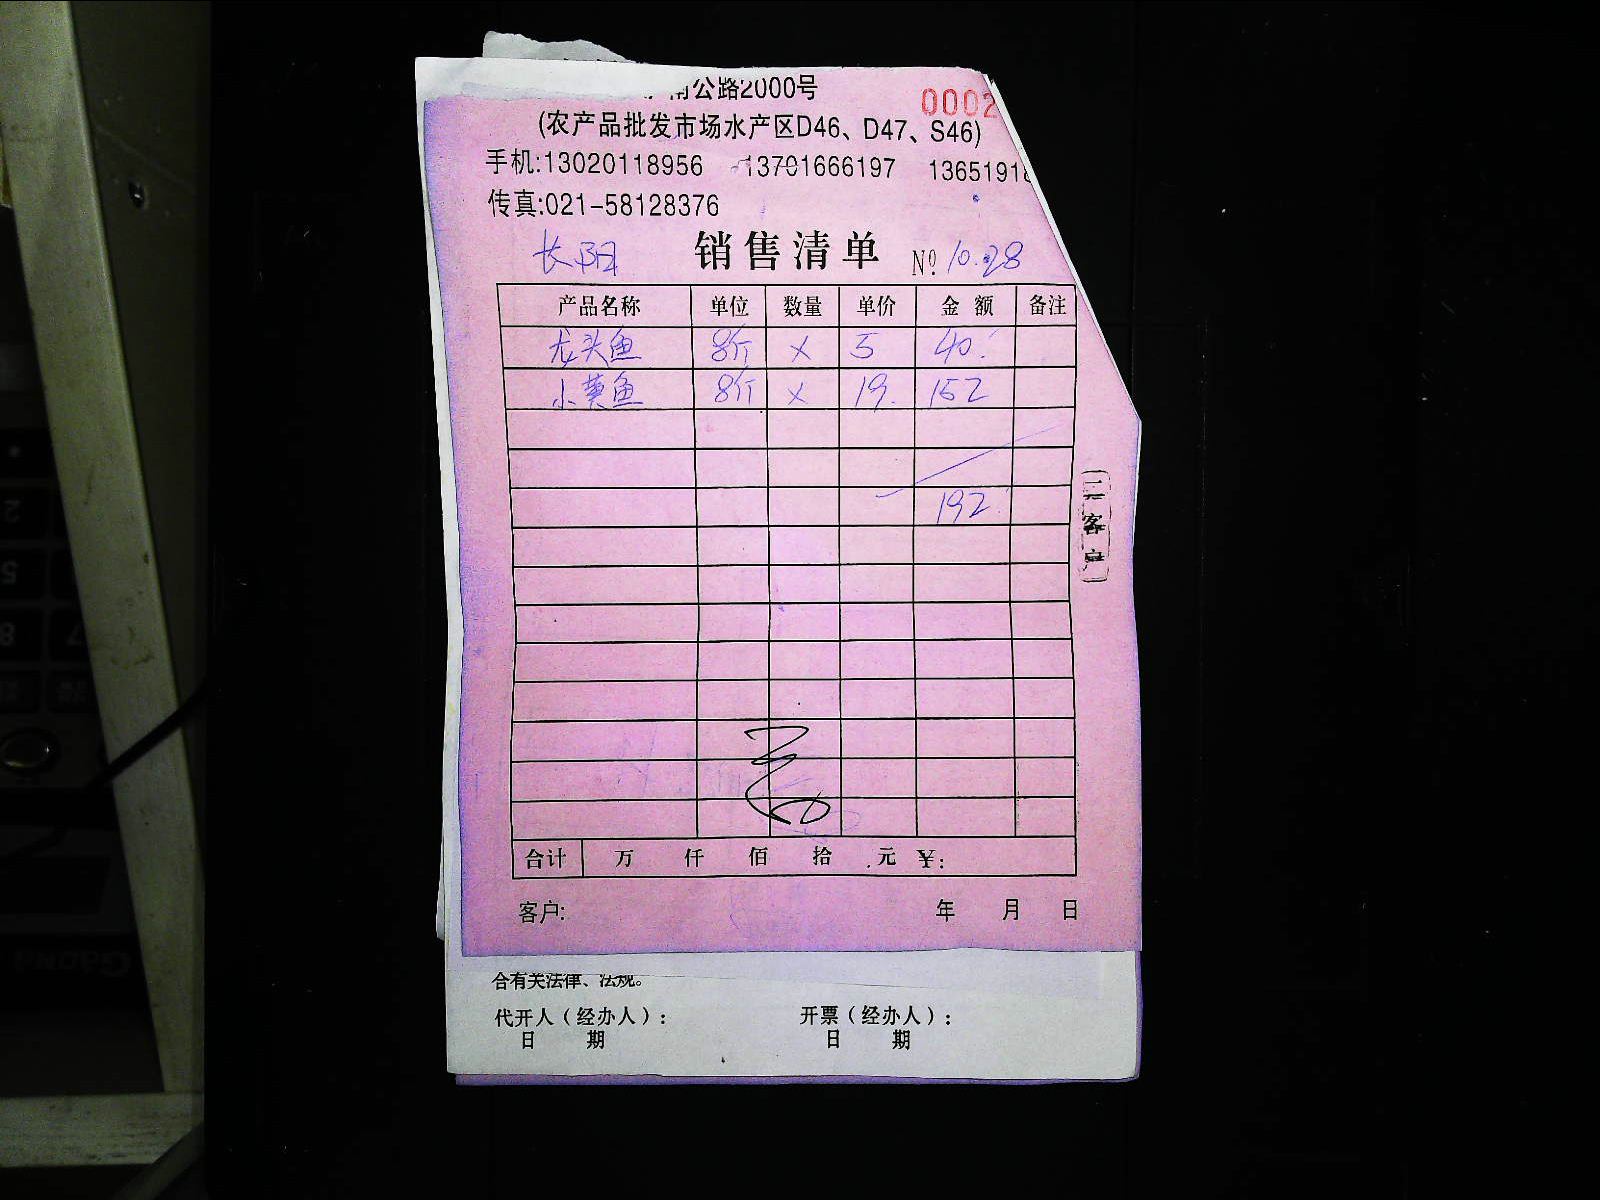 公路2000号
0002
(农产品批发市场水产区D46、D47、S46)
手机:13020118956 13701666197 1365191
传真:021-58128376
长阳 销售清单 Nº 10.28
产品名称 单位 数量 单价 金额 备注
龙头鱼 8斤 × 5 40.
小黄鱼 8斤 × 19. 152
192.
二客户
合计 万 仟 佰 拾 元 ¥:
客户: 年 月 日
合有关法律、法规。
代开人(经办人): 开票(经办人):
日 期 日 期